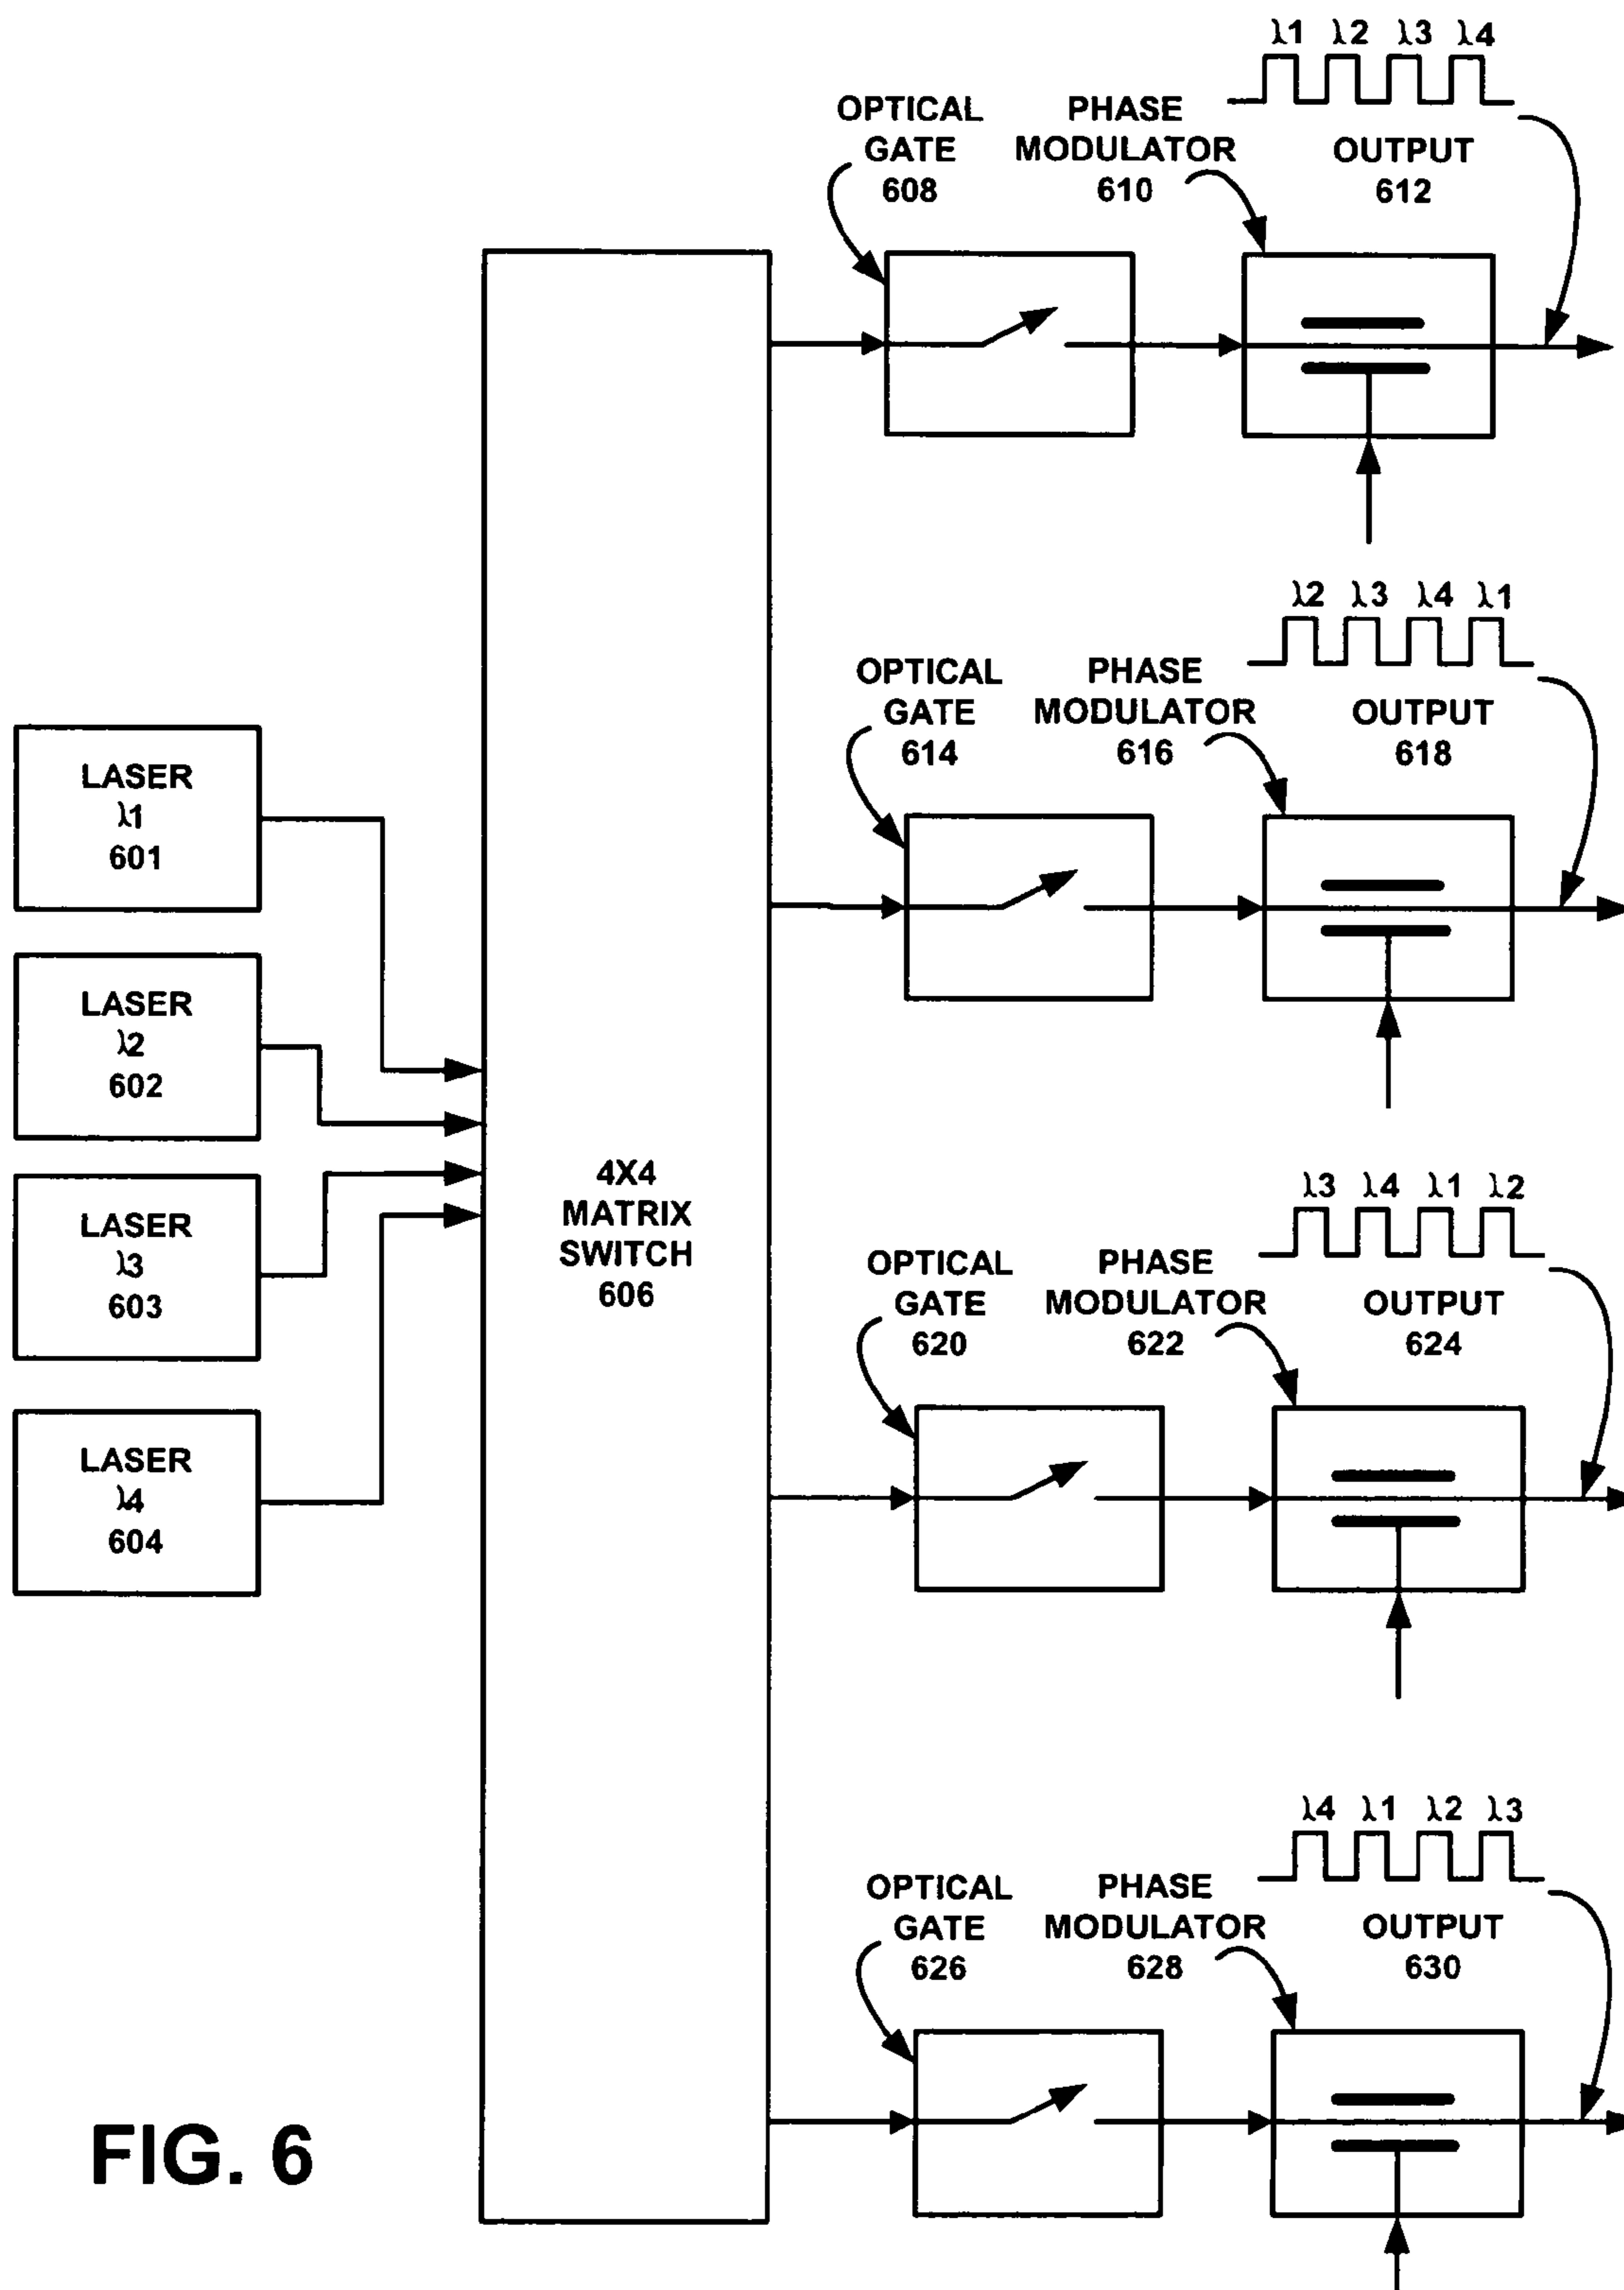 λ1 λ2 λ3 λ4
OPTICAL
GATE
608
PHASE
MODULATOR
610
OUTPUT
612
λ2 λ3 λ4 λ1
OPTICAL
GATE
614
PHASE
MODULATOR
616
OUTPUT
618
LASER
λ1
601
LASER
λ2
602
LASER
λ3
603
LASER
λ4
604
4X4
MATRIX
SWITCH
606
λ3 λ4 λ1 λ2
OPTICAL
GATE
620
PHASE
MODULATOR
622
OUTPUT
624
λ4 λ1 λ2 λ3
OPTICAL
GATE
626
PHASE
MODULATOR
628
OUTPUT
630
FIG. 6